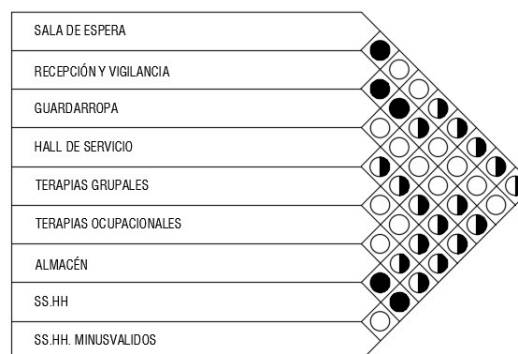 SALA DE ESPERA
RECEPCIÓN Y VIGILANCIA
GUARDARROPA
HALL DE SERVICIO
TERAPIAS GRUPALES
TERAPIAS OCUPACIONALES
ALMACÉN
SS.HH
SS.HH. MINUSVALIDOS